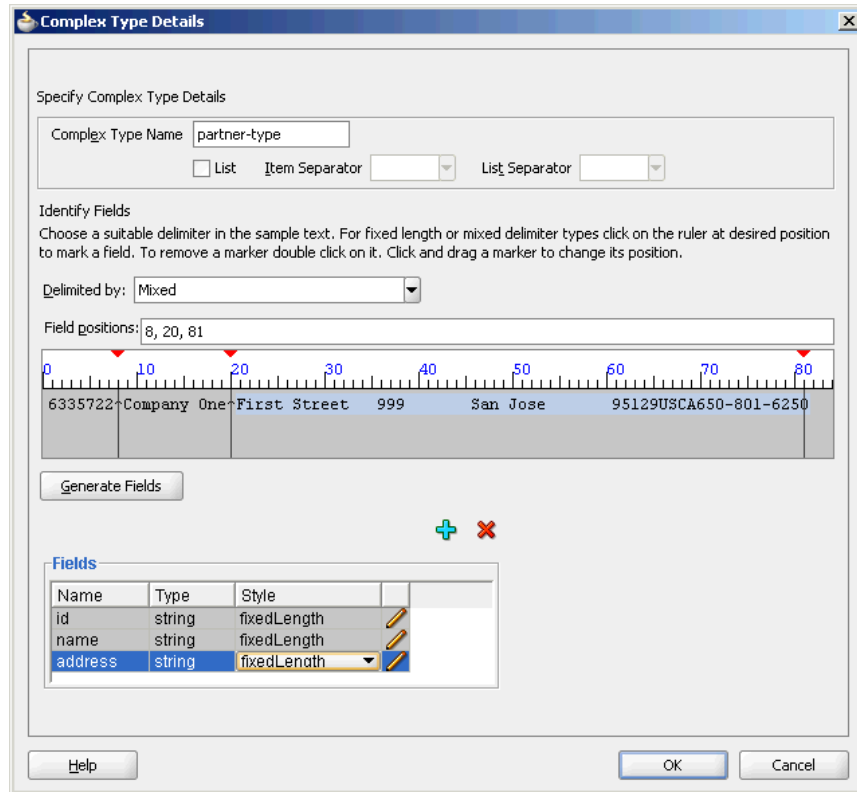 Complex Type Details
Specify Complex Type Details
Complex Type Name partner-type
List Item Separator List Separator
Identify Fields
Choose a suitable delimiter in the sample text. For fixed length or mixed delimiter types click on the ruler at desired position
to mark a field. To remove a marker double click on it. Click and drag a marker to change its position.
Delimited by: Mixed
Field positions: 8, 20, 81
0 10 20 30 40 50 60 70 80
6335722^Company One^First Street 999 San Jose 95129USCA650-801-6250
Generate Fields
Fields
Name Type Style
id string fixedLength
name string fixedLength
address string fixedLength
Help OK Cancel